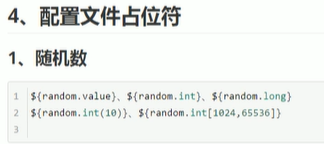 4、配置文件占位符
1、随机数
1 ${random.value}、${random.int}、${random.long}
2 ${random.int(10)}、${random.int[1024,65536]}
3